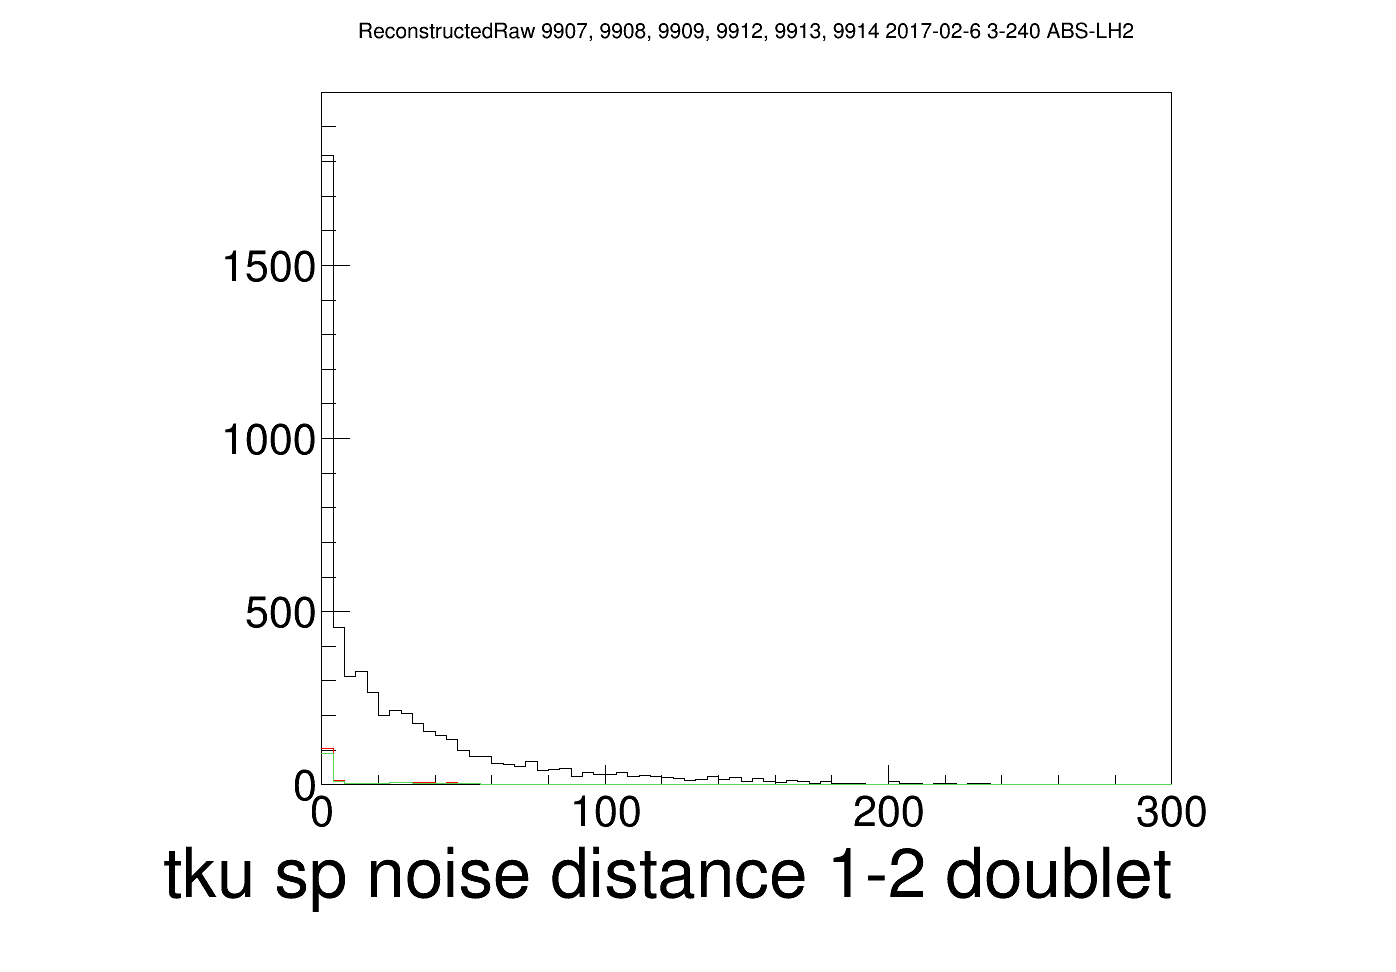 ReconstructedRaw 9907, 9908, 9909, 9912, 9913, 9914 2017-02-6 3-240 ABS-LH2
1500
1000
500
0
0 100 200 300
tku sp noise distance 1-2 doublet